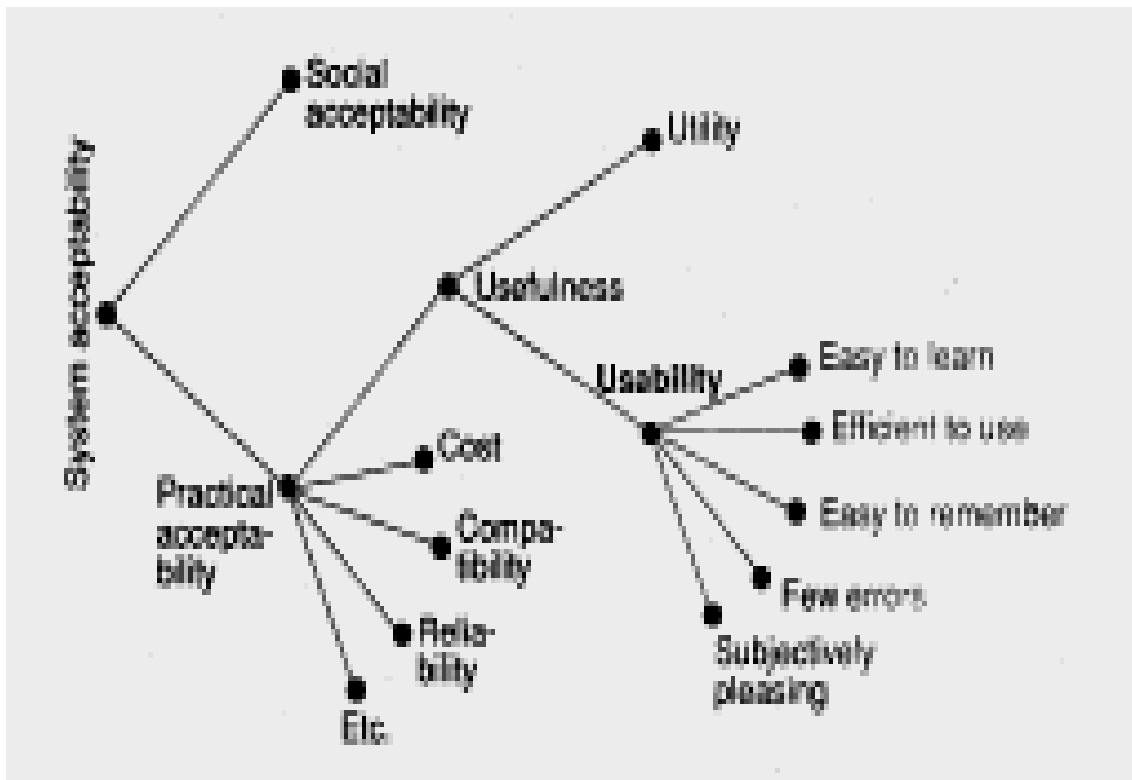 System acceptability
Social
acceptability
Utility
Usefulness
Usability
Easy to learn
Efficient to use
Easy to remember
Few errors
Subjectively
pleasing
Practical
accepta-
bility
Cost
Compa-
tibility
Relia-
bility
Etc.